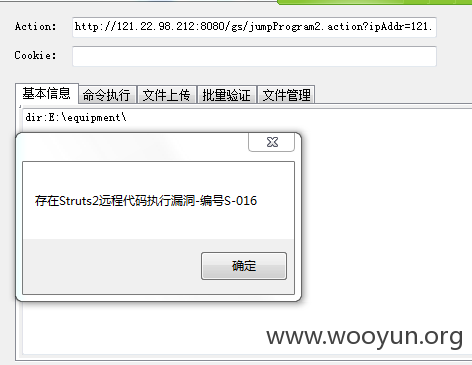 Action: http://121.22.98.212:8080/gs/jumpProgram2.action?ipAddr=121.
Cookie:
基本信息 命令执行 文件上传 批量验证 文件管理
dir:E:\equipment\
存在Struts2远程代码执行漏洞-编号S-016
确定
www.wooyun.org